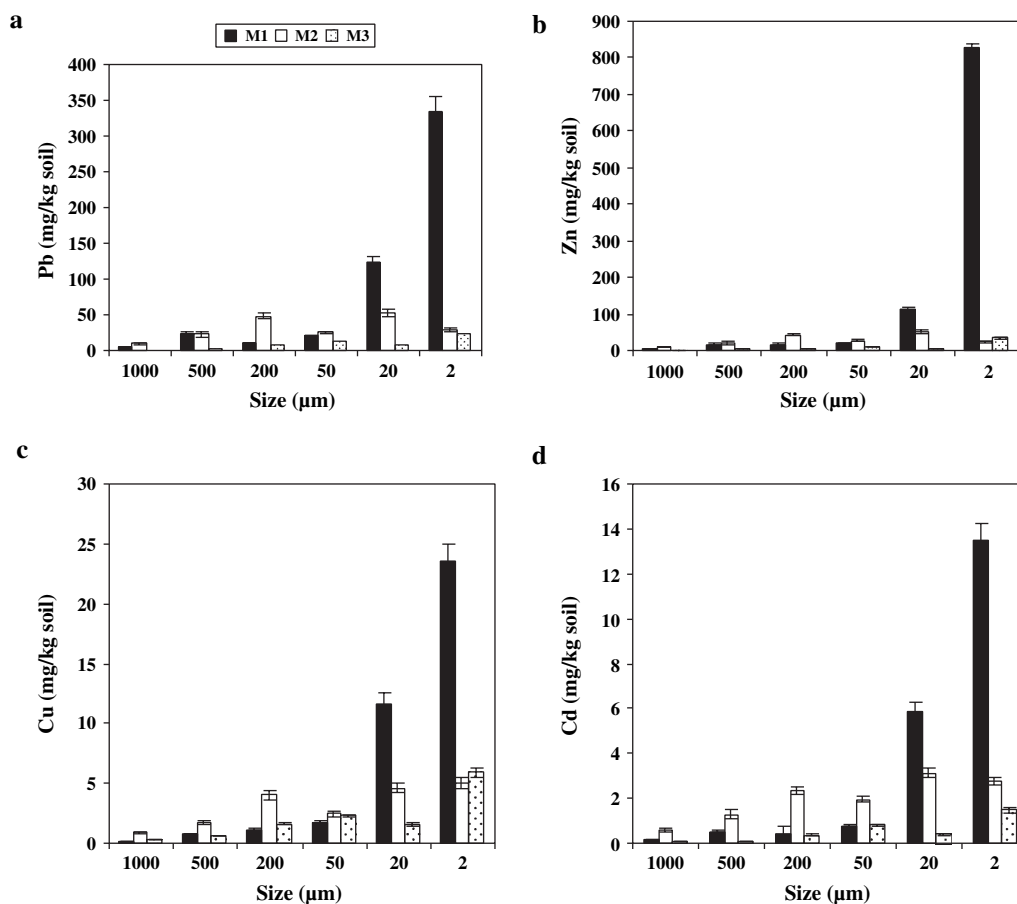 a
M1 M2 M3
400
350
300
250
200
150
100
50
0
Pb (mg/kg soil)
1000 500 200 50 20 2
Size (µm)
b
900
800
700
600
500
400
300
200
100
0
Zn (mg/kg soil)
1000 500 200 50 20 2
Size (µm)
c
30
25
20
15
10
5
0
Cu (mg/kg soil)
1000 500 200 50 20 2
Size (µm)
d
16
14
12
10
8
6
4
2
0
Cd (mg/kg soil)
1000 500 200 50 20 2
Size (µm)